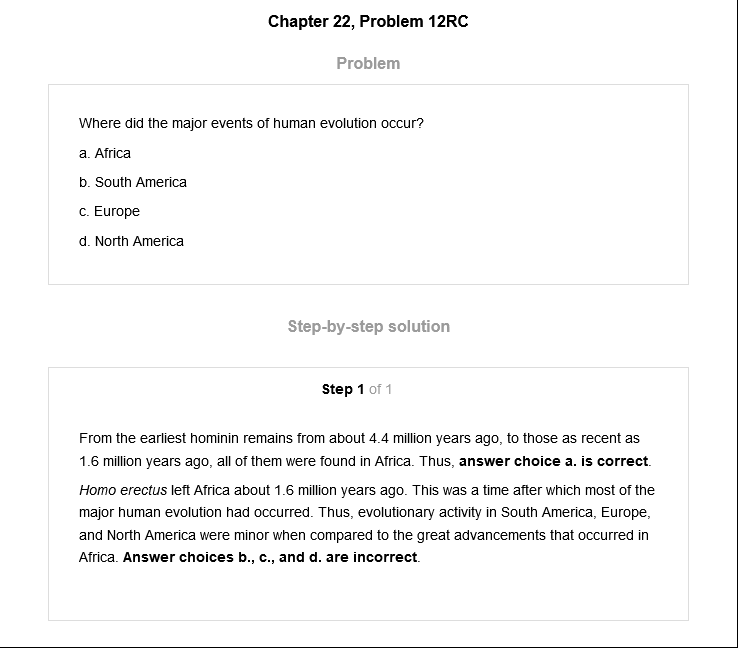 Chapter 22, Problem 12RC
Problem
Where did the major events of human evolution occur?
a. Africa
b. South America
c. Europe
d. North America
Step-by-step solution
Step 1 of 1
From the earliest hominin remains from about 4.4 million years ago, to those as recent as
1.6 million years ago, all of them were found in Africa. Thus, answer choice a. is correct.
Homo erectus left Africa about 1.6 million years ago. This was a time after which most of the
major human evolution had occurred. Thus, evolutionary activity in South America, Europe,
and North America were minor when compared to the great advancements that occurred in
Africa. Answer choices b., c., and d. are incorrect.